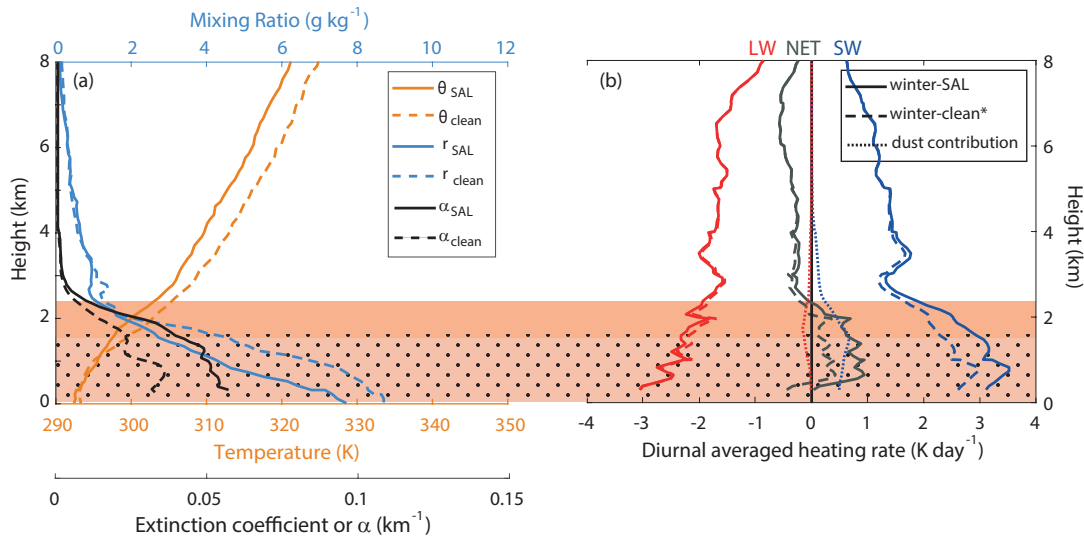 Mixing Ratio (g kg-1)
0 2 4 6 8 10 12
(a)
8
6
4
2
0
Height (km)
θ SAL
θ clean
r SAL
r clean
α SAL
α clean
290 300 310 320 330 340 350
Temperature (K)
0 0.05 0.1 0.15
Extinction coefficient or α (km-1)
LW NET SW
(b)
winter-SAL
winter-clean*
dust contribution
8
6
4
2
0
Height (km)
-4 -3 -2 -1 0 1 2 3 4
Diurnal averaged heating rate (K day-1)